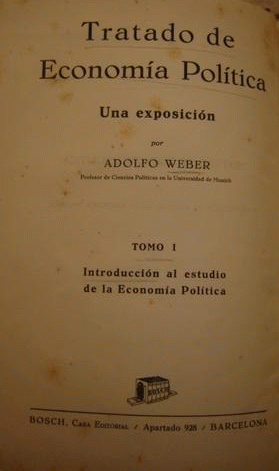 Tratado de
Economía Política
Una exposición
por
ADOLFO WEBER
Profesor de Ciencias Políticas en la Universidad de Munich
TOMO I
Introducción al estudio
de la Economía Política
BOSCH
BOSCH, CASA EDITORIAL / Apartado 928 / BARCELONA